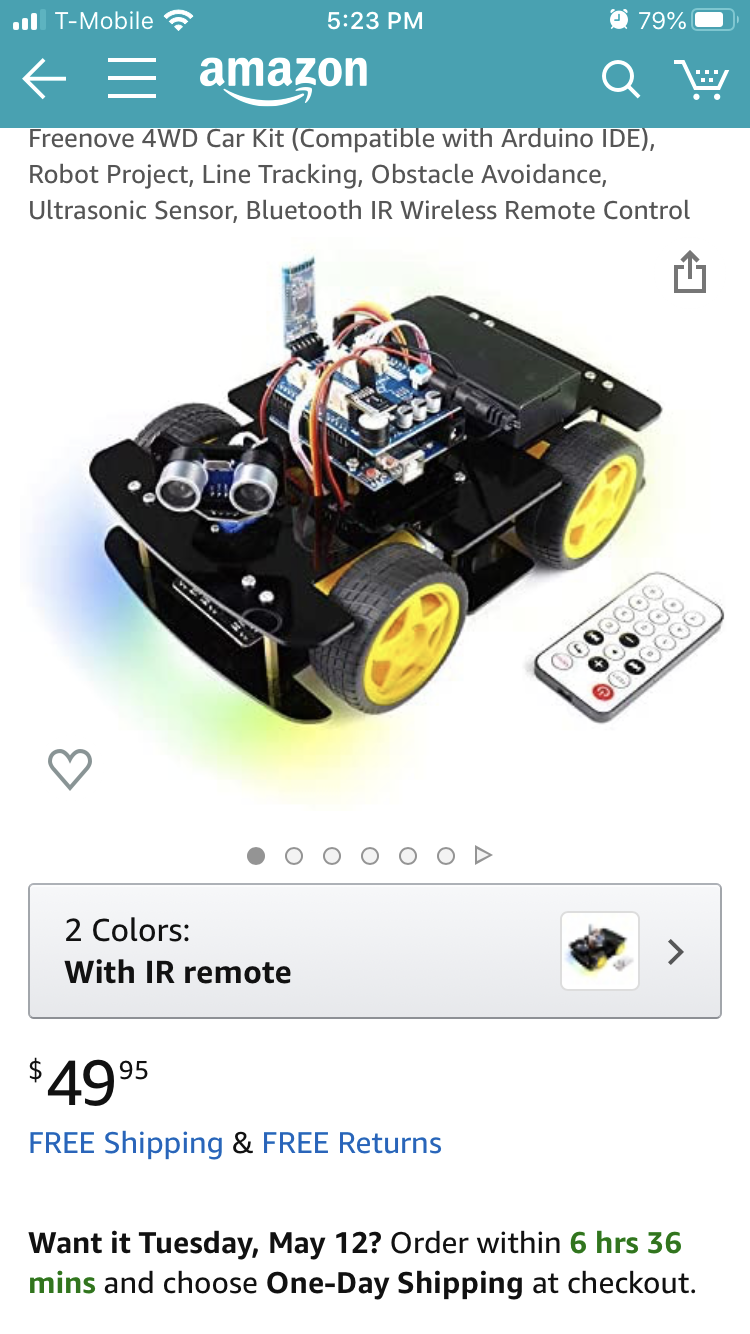 T-Mobile 5:23 PM 79%
amazon
Freenove 4WD Car Kit (Compatible with Arduino IDE),
Robot Project, Line Tracking, Obstacle Avoidance,
Ultrasonic Sensor, Bluetooth IR Wireless Remote Control
2 Colors:
With IR remote
$49 95
FREE Shipping & FREE Returns
Want it Tuesday, May 12? Order within 6 hrs 36
mins and choose One-Day Shipping at checkout.